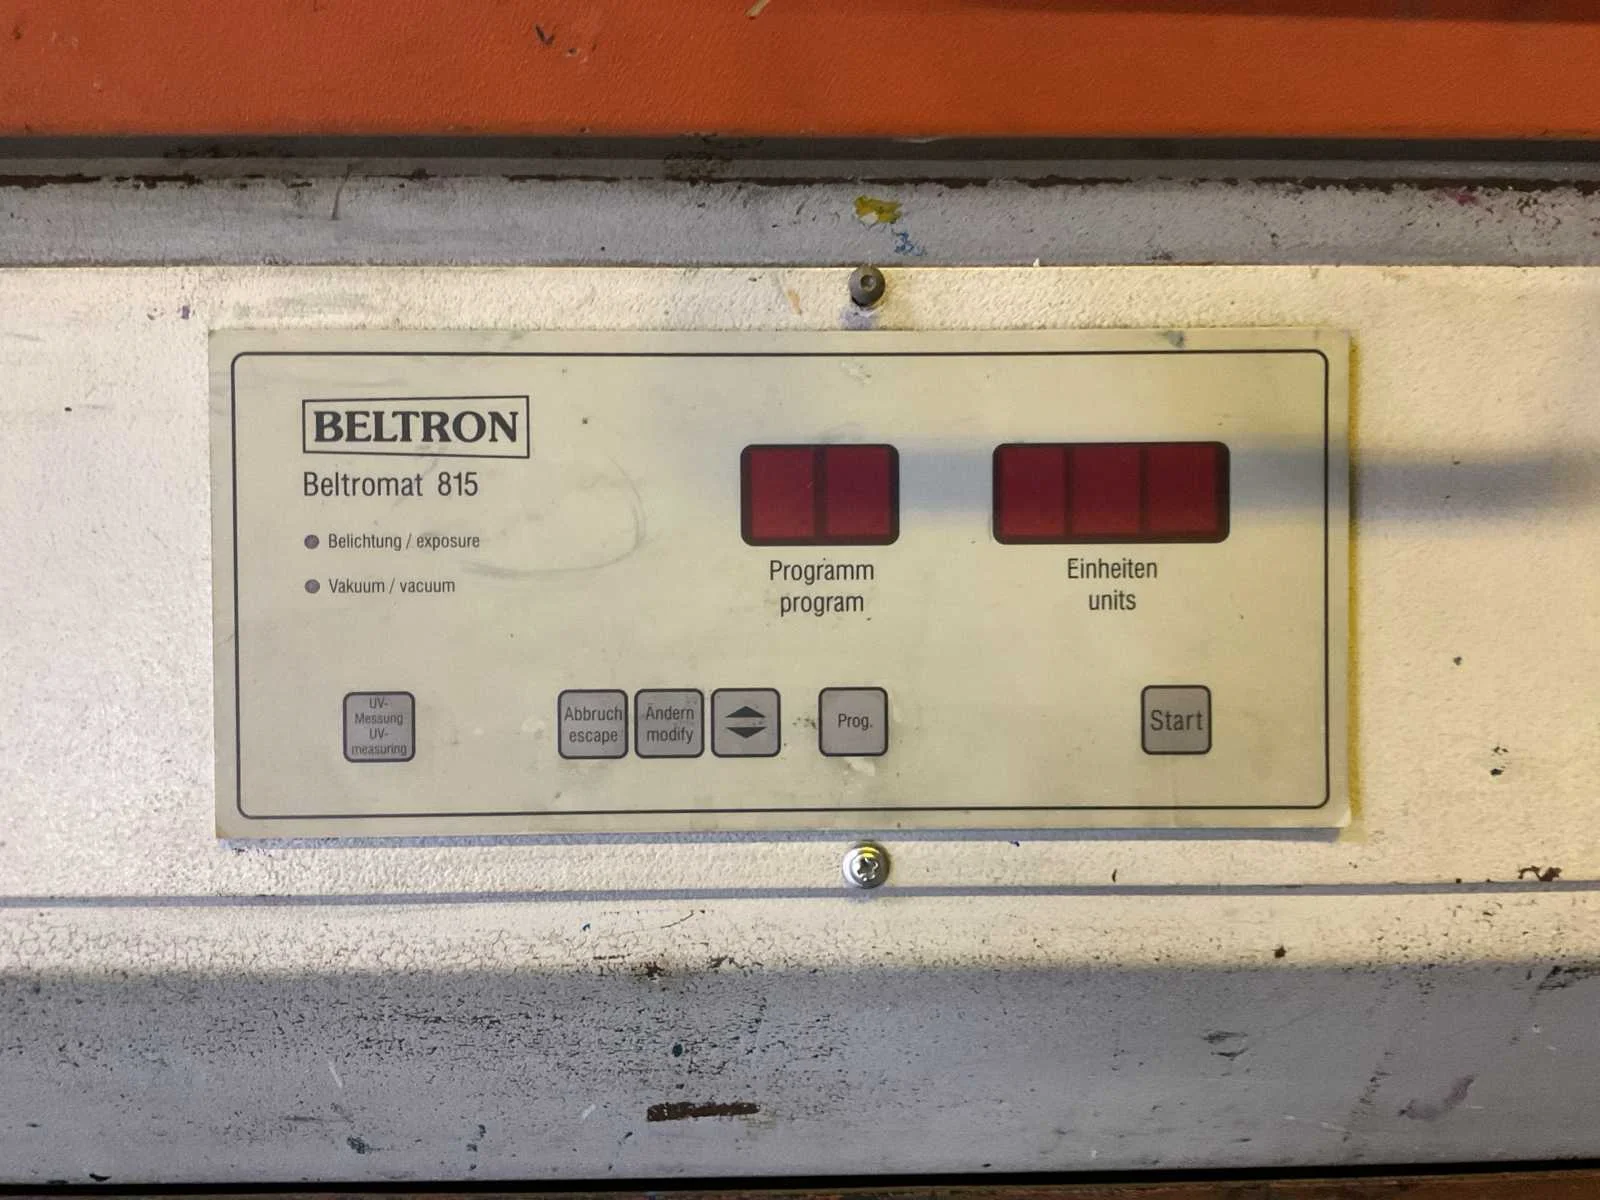 BELTRON
Beltromat 815
Belichtung / exposure
Vakuum / vacuum
Programm
program
Einheiten
units
UV-
Messung
UV-
measuring
Abbruch
escape
Ändern
modify
Prog.
Start